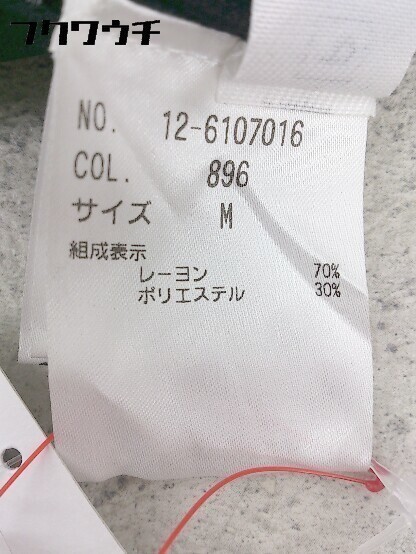 フクウウチ
NO. 12-6107016
COL. 896
サイズ M
組成表示
レーヨン 70%
ポリエステル 30%